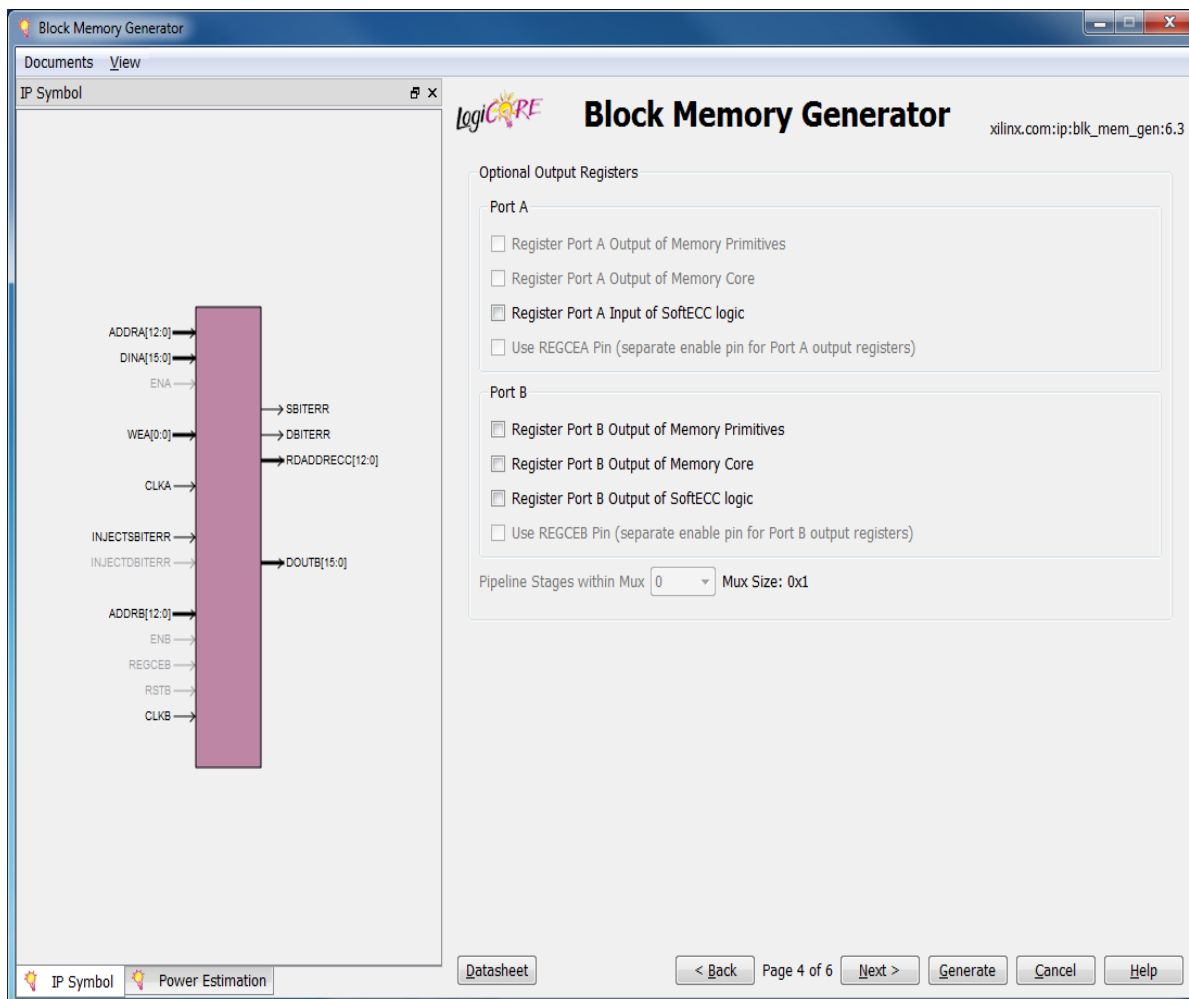 Block Memory Generator
Documents View
IP Symbol
LogiCORE
Block Memory Generator
xilinx.com:ip:blk_mem_gen:6.3
ADDRA[12:0]
DINA[15:0]
ENA
SBITERR
WEA[0:0]
DBITERR
RDADDRECC[12:0]
CLKA
INJECTSBITERR
INJECTDBITERR
DOUTB[15:0]
ADDRB[12:0]
ENB
REGCEB
RSTB
CLKB
Optional Output Registers
Port A
Register Port A Output of Memory Primitives
Register Port A Output of Memory Core
Register Port A Input of SoftECC logic
Use REGCEA Pin (separate enable pin for Port A output registers)
Port B
Register Port B Output of Memory Primitives
Register Port B Output of Memory Core
Register Port B Output of SoftECC logic
Use REGCEB Pin (separate enable pin for Port B output registers)
Pipeline Stages within Mux 0 Mux Size: 0x1
IP Symbol Power Estimation
Datasheet < Back Page 4 of 6 Next > Generate Cancel Help